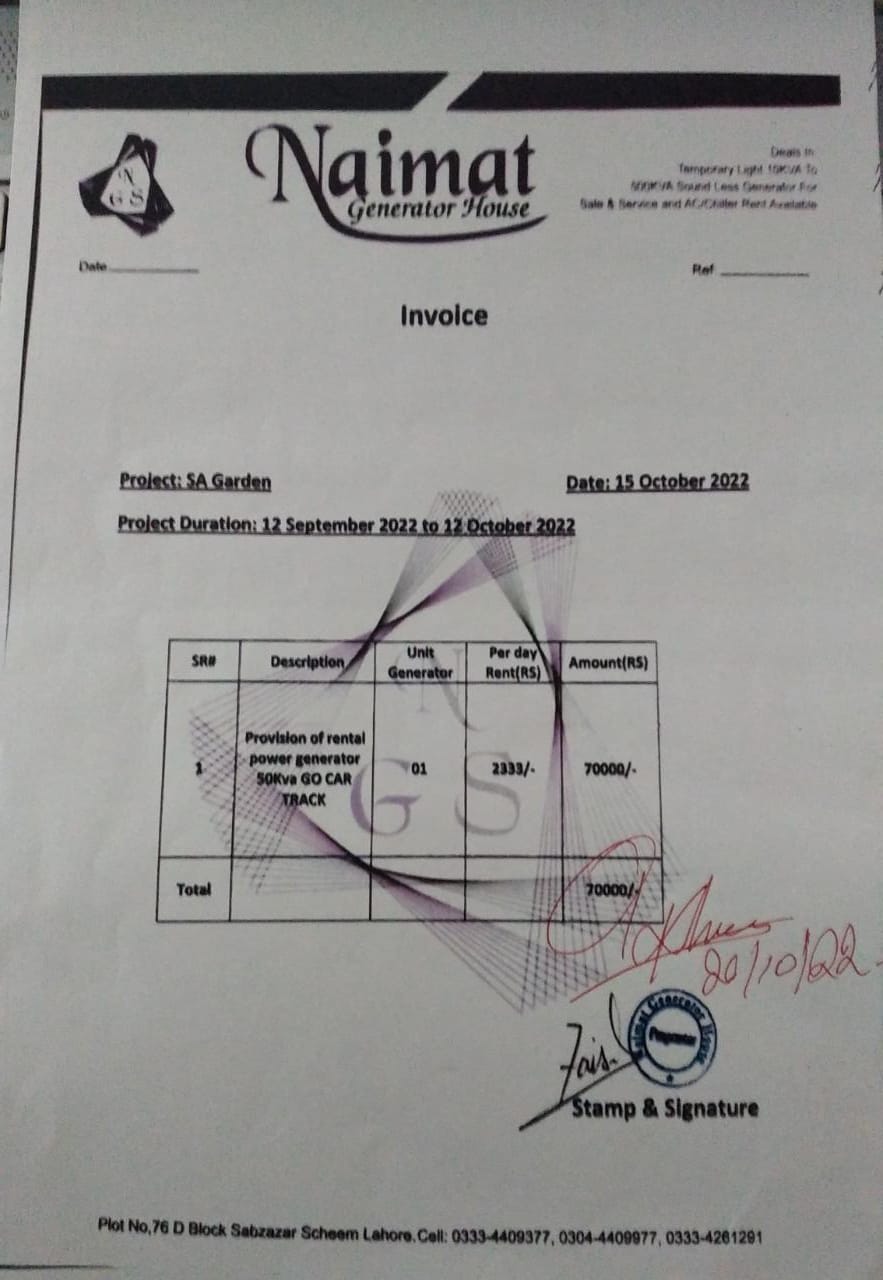 N
G S
Naimat
Generator House
Deals In
Temporary Light 10KVA To
500KVA Sound Less Generator For
Sale & Service and AC/Chiller Rent Available
Date
Ref
Invoice
Project: SA Garden
Date: 15 October 2022
Project Duration: 12 September 2022 to 12 October 2022
SR#
Description
Unit
Generator
Per day
Rent(RS)
Amount(RS)
1
Provision of rental
power generator
50Kva GO CAR
TRACK
01
2333/-
70000/-
N
G S
Total
70000/-
20/10/22
Naimat Generator House
Proprietor
Stamp & Signature
Plot No,76 D Block Sabzazar Scheem Lahore.Cell: 0333-4409377, 0304-4409977, 0333-4261291